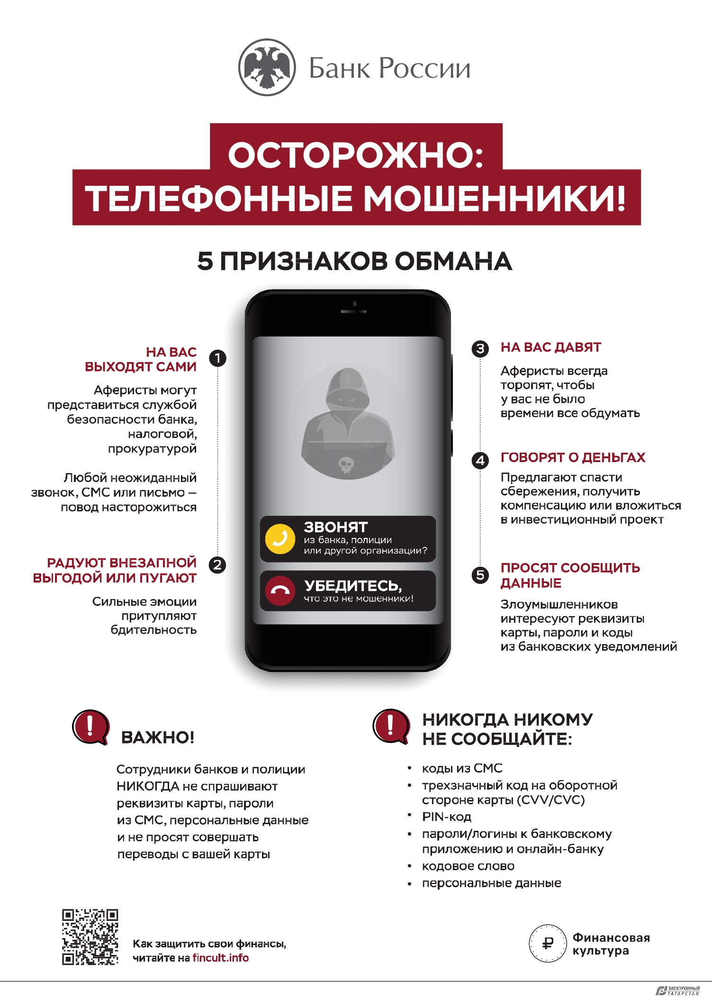 Банк России
ОСТОРОЖНО:
ТЕЛЕФОННЫЕ МОШЕННИКИ!
5 ПРИЗНАКОВ ОБМАНА
1
НА ВАС
ВЫХОДЯТ САМИ
Аферисты могут
представиться службой
безопасности банка,
налоговой,
прокуратурой
Любой неожиданный
звонок, СМС или письмо —
повод насторожиться
2
РАДУЮТ ВНЕЗАПНОЙ
ВЫГОДОЙ ИЛИ ПУГАЮТ
Сильные эмоции
притупляют
бдительность
ЗВОНЯТ
из банка, полиции
или другой организации?
УБЕДИТЕСЬ,
что это не мошенники!
3
НА ВАС ДАВЯТ
Аферисты всегда
торопят, чтобы
у вас не было
времени все обдумать
4
ГОВОРЯТ О ДЕНЬГАХ
Предлагают спасти
сбережения, получить
компенсацию или вложиться
в инвестиционный проект
5
ПРОСЯТ СООБЩИТЬ
ДАННЫЕ
Злоумышленников
интересуют реквизиты
карты, пароли и коды
из банковских уведомлений
ВАЖНО!
Сотрудники банков и полиции
НИКОГДА не спрашивают
реквизиты карты, пароли
из СМС, персональные данные
и не просят совершать
переводы с вашей карты
НИКОГДА НИКОМУ
НЕ СООБЩАЙТЕ:
• коды из СМС
• трехзначный код на оборотной
стороне карты (CVV/CVC)
• PIN-код
• пароли/логины к банковскому
приложению и онлайн-банку
• кодовое слово
• персональные данные
Как защитить свои финансы,
читайте на fincult.info
₽
Финансовая
культура
ЭЛЕКТРОННЫЙ
ТАТАРСТАН